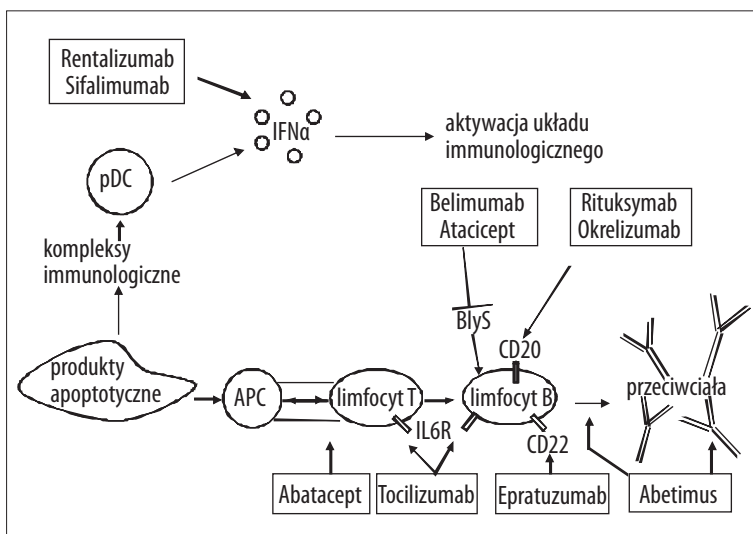 Rentalizumab
Sifalimumab
IFNα
aktywacja układu
immunologicznego
pDC
Belimumab
Atacicept
Rituksymab
Okrelizumab
kompleksy
immunologiczne
BlyS
CD20
produkty
apoptotyczne
APC
limfocyt T
limfocyt B
przeciwciała
IL6R
CD22
Abatacept
Tocilizumab
Epratuzumab
Abetimus